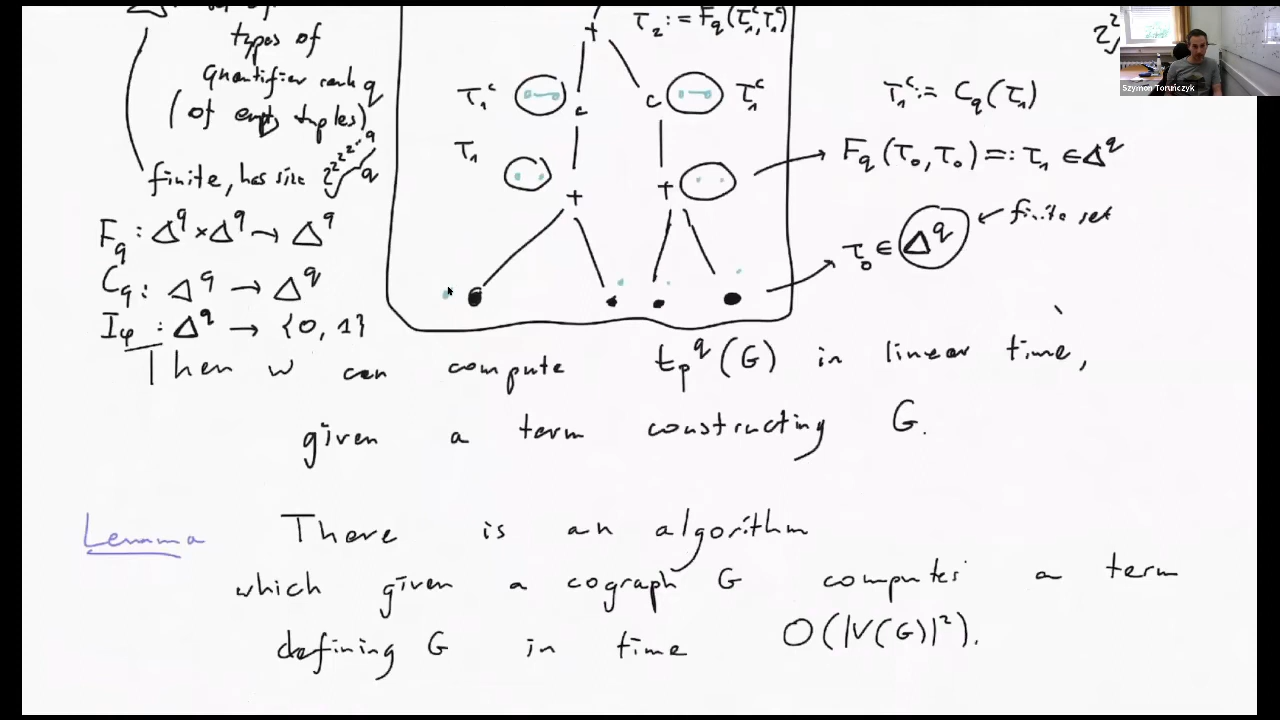 types of
quantifier rank q
(of empty tuples)
finite, has size
F_q : Δ^q × Δ^q → Δ^q
C_q : Δ^q → Δ^q
I_φ : Δ^q → {0, 1}
+
τ_2 := F_q(τ_1^c, τ_1^c)
τ_1^c
c
c
τ_1^c
τ_1
+
+
τ_1^c := C_q(τ_1)
F_q(τ_0, τ_0) =: τ_1 ∈ Δ^q
τ_0 ∈ Δ^q ← finite set
Szymon Toruńczyk
Then w can compute tp^q(G) in linear time,
given a term constructing G.
Lemma There is an algorithm
which given a cograph G computes a term
defining G in time O(|V(G)|^2).